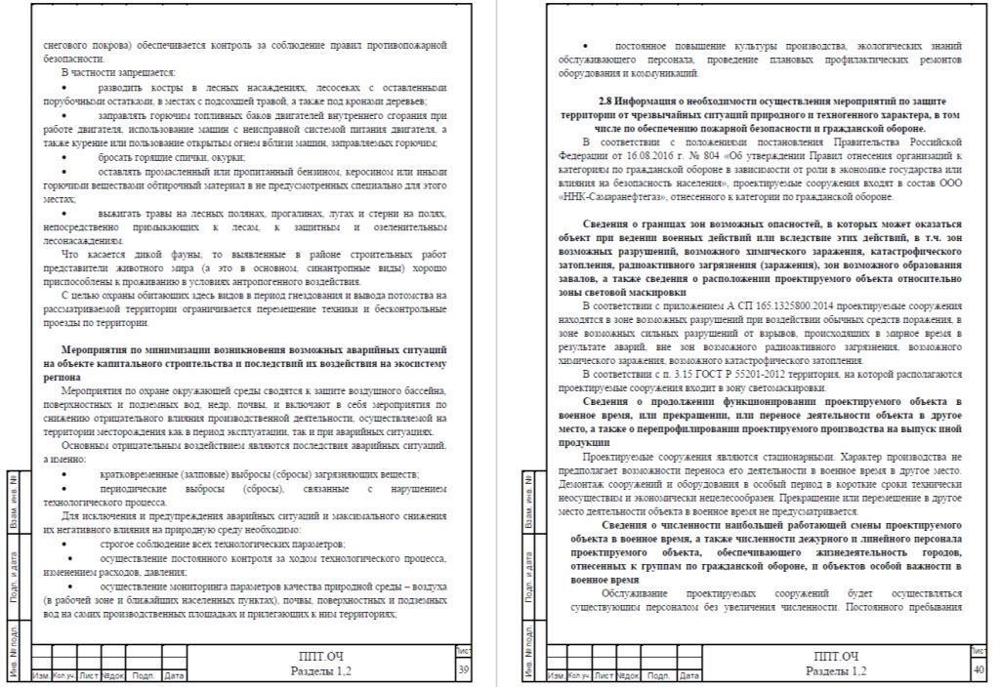 снегового покрова) обеспечивается контроль за соблюдение правил противопожарной
безопасности.
В частности запрещается:
• разводить костры в лесных насаждениях, лесосеках с оставленными
порубочными остатками, в местах с подсохшей травой, а также под кронами деревьев;
• заправлять горючим топливных баков двигателей внутреннего сгорания при
работе двигателя, использование машин с неисправной системой питания двигателя, а
также курение или пользование открытым огнем вблизи машин, заправляемых горючим;
• бросать горящие спички, окурки;
• оставлять промасленный или пропитанный бензином, керосином или иными
горючими веществами обтирочный материал в не предусмотренных специально для этого
местах;
• выжигать травы на лесных полянах, прогалинах, лугах и стерни на полях,
непосредственно примыкающих к лесам, к защитным и озеленительным
лесонасаждениям.
Что касается дикой фауны, то выявленные в районе строительных работ
представители животного мира (а это в основном, синантропные виды) хорошо
приспособлены к проживанию в условиях антропогенного воздействия.
С целью охраны обитающих здесь видов в период гнездования и вывода потомства на
рассматриваемой территории ограничивается перемещение техники и бесконтрольные
проезды по территории.
Мероприятия по минимизации возникновения возможных аварийных ситуаций
на объекте капитального строительства и последствий их воздействия на экосистему
региона
Мероприятия по охране окружающей среды сводятся к защите воздушного бассейна,
поверхностных и подземных вод, недр, почвы, и включают в себя мероприятия по
снижению отрицательного влияния производственной деятельности, осуществляемой на
территории месторождения как в период эксплуатации, так и при аварийных ситуациях.
Основным отрицательным воздействием являются последствия аварийных ситуаций,
а именно:
• кратковременные (залповые) выбросы (сбросы) загрязняющих веществ;
• периодические выбросы (сбросы), связанные с нарушением
технологического процесса.
Для исключения и предупреждения аварийных ситуаций и максимального снижения
их негативного влияния на природную среду необходимо:
• строгое соблюдение всех технологических параметров;
• осуществление постоянного контроля за ходом технологического процесса,
изменением расходов, давления;
• осуществление мониторинга параметров качества природной среды – воздуха
(в рабочей зоне и ближайших населенных пунктах), почвы, поверхностных и подземных
вод на самих производственных площадках и прилегающих к ним территориях;
Взам. инв. №
Подп. и дата
Инв. № подл.
Изм. Кол.уч. Лист №док. Подп. Дата
ППТ.ОЧ
Разделы 1,2
Лист
39
• постоянное повышение культуры производства, экологических знаний
обслуживающего персонала, проведение плановых профилактических ремонтов
оборудования и коммуникаций.
2.8 Информация о необходимости осуществления мероприятий по защите
территории от чрезвычайных ситуаций природного и техногенного характера, в том
числе по обеспечению пожарной безопасности и гражданской обороне.
В соответствии с положениями постановления Правительства Российской
Федерации от 16.08.2016 г. № 804 «Об утверждении Правил отнесения организаций к
категориям по гражданской обороне в зависимости от роли в экономике государства или
влияния на безопасность населения», проектируемые сооружения входят в состав ООО
«ННК-Самаранефтегаз», отнесенного к категории по гражданской обороне.
Сведения о границах зон возможных опасностей, в которых может оказаться
объект при ведении военных действий или вследствие этих действий, в т.ч. зон
возможных разрушений, возможного химического заражения, катастрофического
затопления, радиоактивного загрязнения (заражения), зон возможного образования
завалов, а также сведения о расположении проектируемого объекта относительно
зоны световой маскировки
В соответствии с приложением А СП 165.1325800.2014 проектируемые сооружения
находятся в зоне возможных разрушений при воздействии обычных средств поражения, в
зоне возможных сильных разрушений от взрывов, происходящих в мирное время в
результате аварий, вне зон возможного радиоактивного загрязнения, возможного
химического заражения, возможного катастрофического затопления.
В соответствии с п. 3.15 ГОСТ Р 55201-2012 территория, на которой располагаются
проектируемые сооружения входит в зону светомаскировки.
Сведения о продолжении функционировании проектируемого объекта в
военное время, или прекращении, или переносе деятельности объекта в другое
место, а также о перепрофилировании проектируемого производства на выпуск иной
продукции
Проектируемые сооружения являются стационарными. Характер производства не
предполагает возможности переноса его деятельности в военное время в другое место.
Демонтаж сооружений и оборудования в особый период в короткие сроки технически
неосуществим и экономически нецелесообразен. Прекращение или перемещение в другое
место деятельности объекта в военное время не предусматривается.
Сведения о численности наибольшей работающей смены проектируемого
объекта в военное время, а также численности дежурного и линейного персонала
проектируемого объекта, обеспечивающего жизнедеятельность городов,
отнесенных к группам по гражданской обороне, и объектов особой важности в
военное время
Обслуживание проектируемых сооружений будет осуществляться
существующим персоналом без увеличения численности. Постоянного пребывания
Взам. инв. №
Подп. и дата
Инв. № подл.
Изм. Кол.уч. Лист №док. Подп. Дата
ППТ.ОЧ
Разделы 1,2
Лист
40